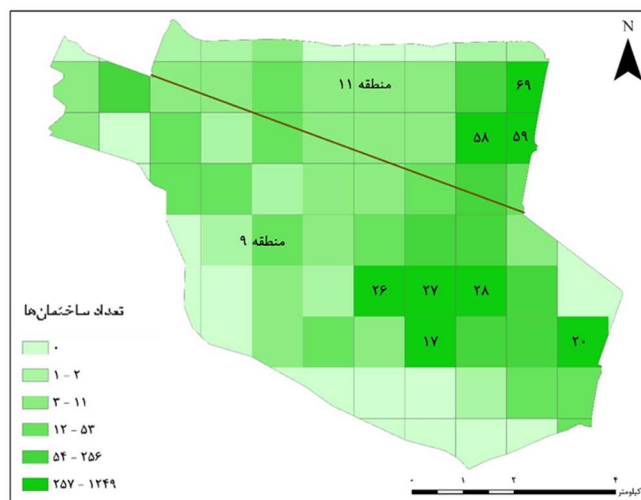 N
منطقه ۱۱
۶۹
۵۸
۵۹
منطقه ۹
۲۶
۲۷
۲۸
۱۷
۲۰
تعداد ساختمان‌ها
۰
۱ - ۲
۳ - ۱۱
۱۲ - ۵۳
۵۴ - ۲۵۶
۲۵۷ - ۱۲۴۹
۰ ۱ ۲ ۴
کیلومتر